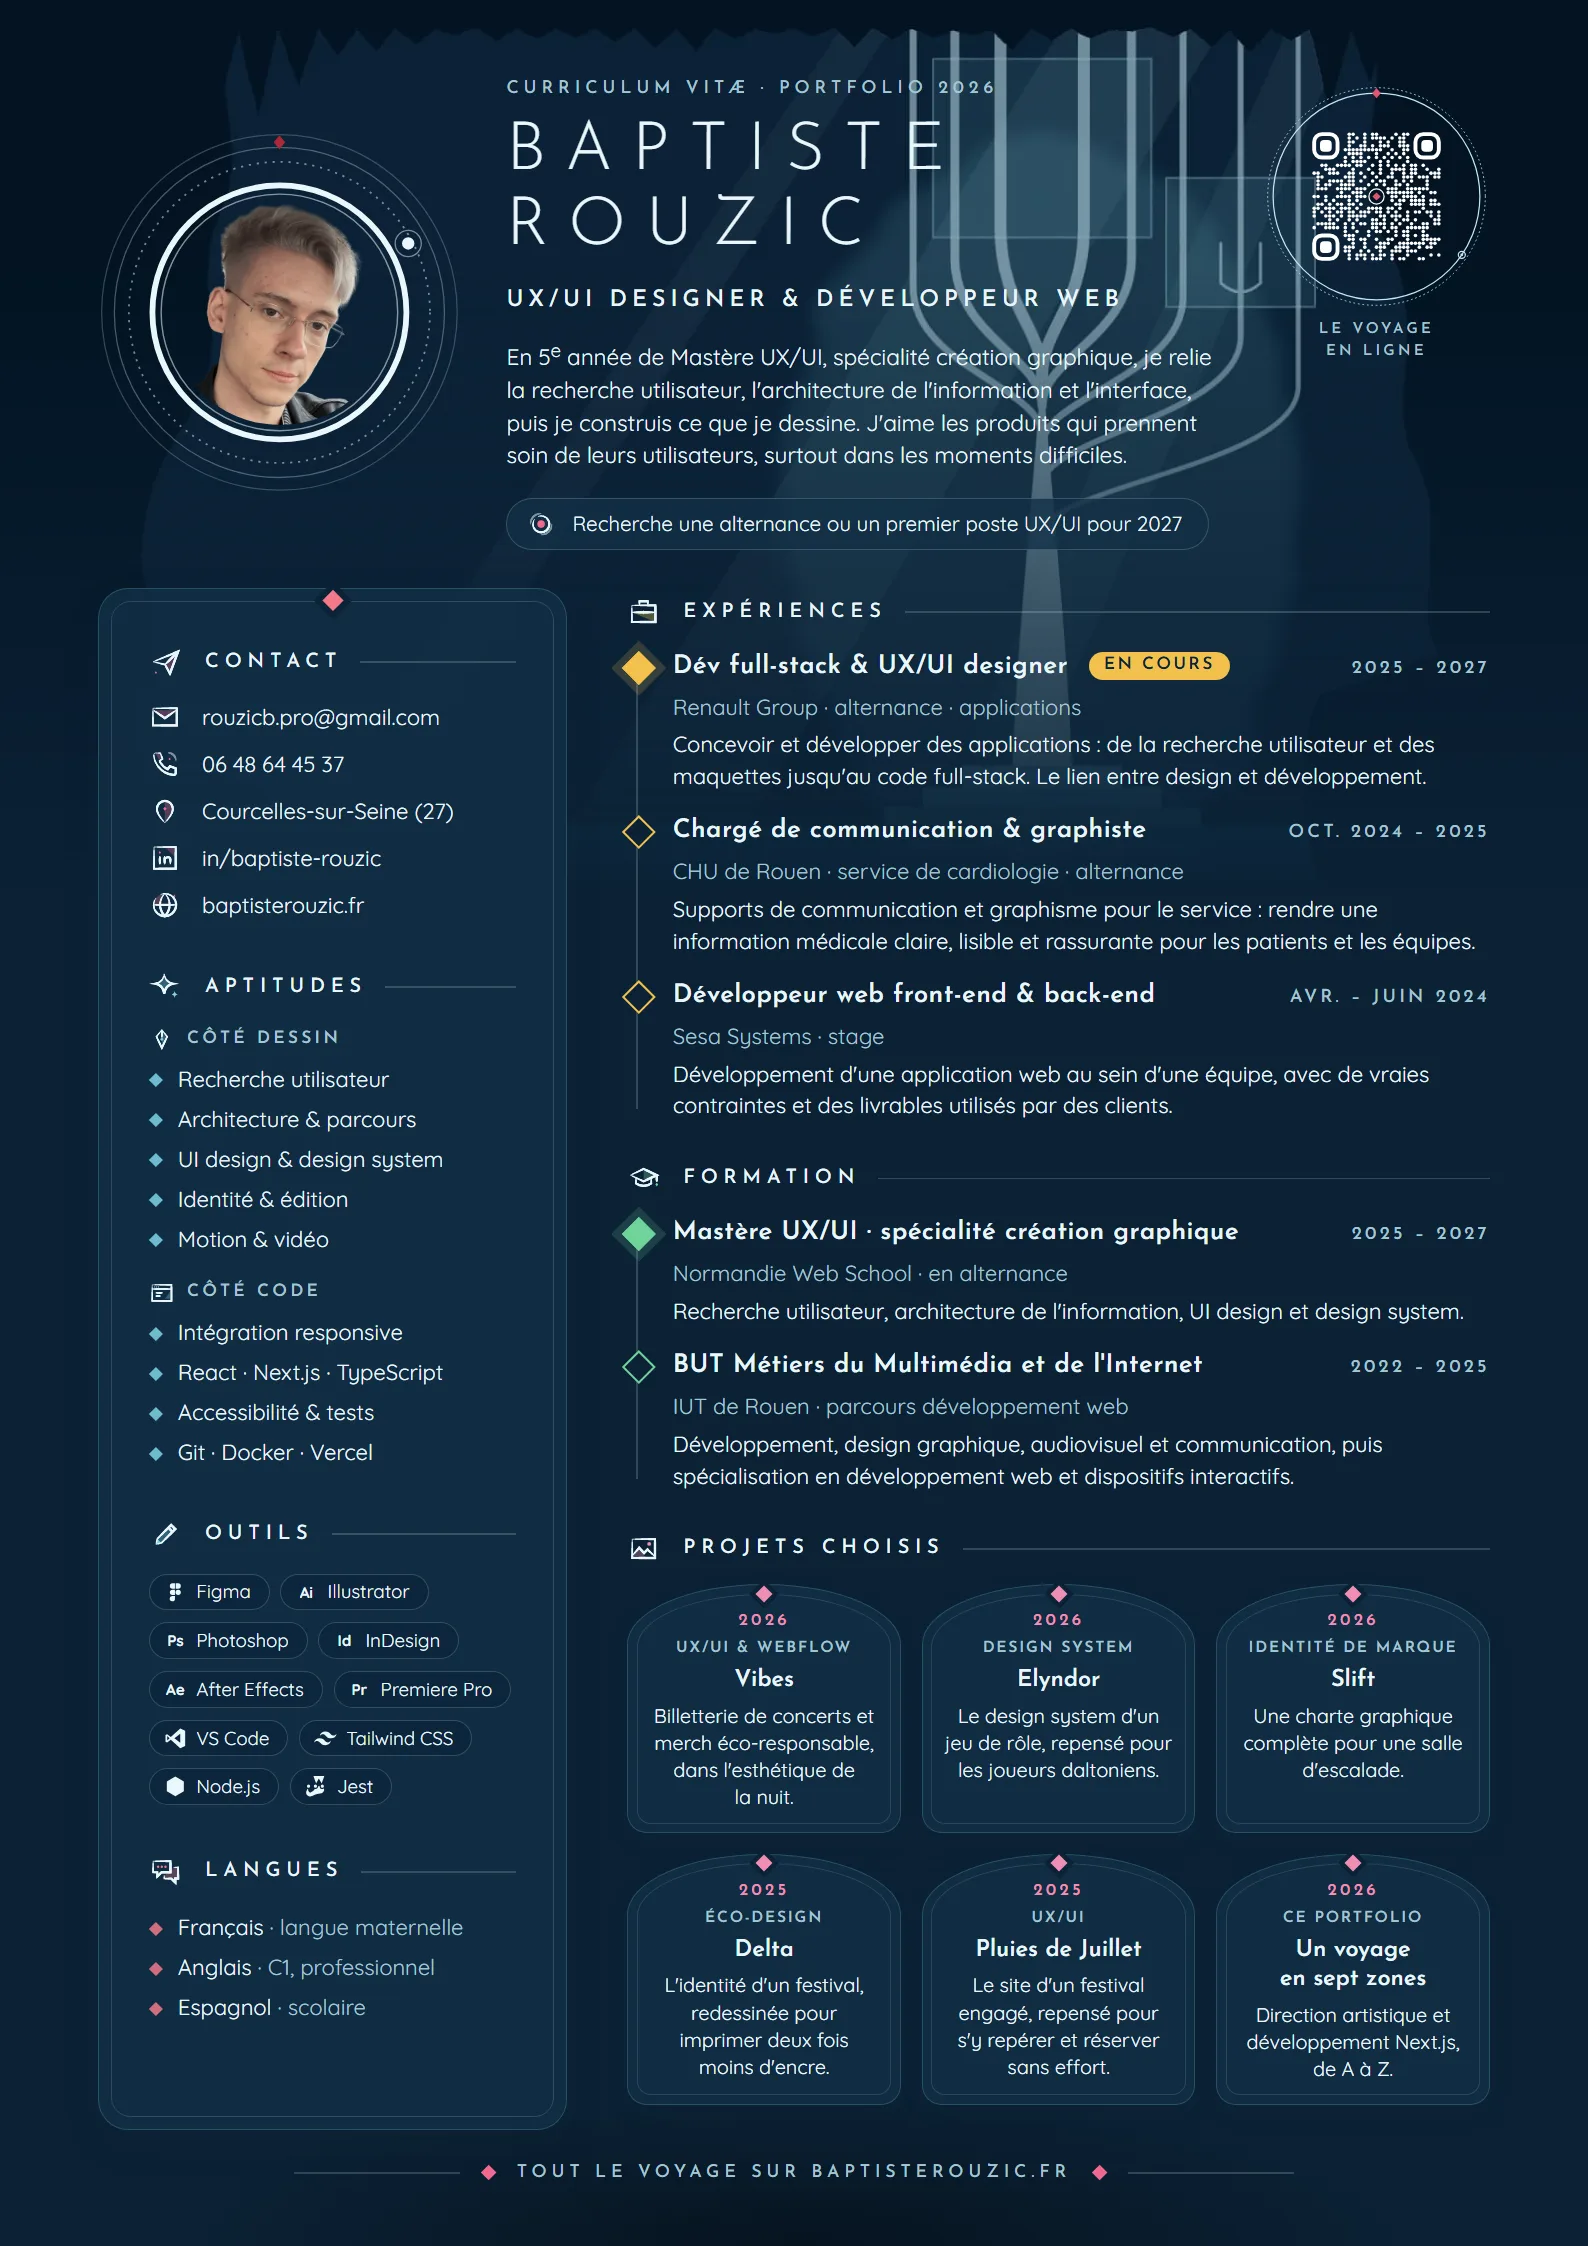 CURRICULUM VITÆ · PORTFOLIO 2026
BAPTISTE
ROUZIC
UX/UI DESIGNER & DÉVELOPPEUR WEB
En 5e année de Mastère UX/UI, spécialité création graphique, je relie
la recherche utilisateur, l'architecture de l'information et l'interface,
puis je construis ce que je dessine. J'aime les produits qui prennent
soin de leurs utilisateurs, surtout dans les moments difficiles.
Recherche une alternance ou un premier poste UX/UI pour 2027
LE VOYAGE
EN LIGNE
CONTACT
rouzicb.pro@gmail.com
06 48 64 45 37
Courcelles-sur-Seine (27)
in/baptiste-rouzic
baptisterouzic.fr
APTITUDES
CÔTÉ DESSIN
Recherche utilisateur
Architecture & parcours
UI design & design system
Identité & édition
Motion & vidéo
CÔTÉ CODE
Intégration responsive
React · Next.js · TypeScript
Accessibilité & tests
Git · Docker · Vercel
OUTILS
Figma
Ai Illustrator
Ps Photoshop
Id InDesign
Ae After Effects
Pr Premiere Pro
VS Code
Tailwind CSS
Node.js
Jest
LANGUES
Français · langue maternelle
Anglais · C1, professionnel
Espagnol · scolaire
EXPÉRIENCES
Dév full-stack & UX/UI designer EN COURS 2025 – 2027
Renault Group · alternance · applications
Concevoir et développer des applications : de la recherche utilisateur et des
maquettes jusqu'au code full-stack. Le lien entre design et développement.
Chargé de communication & graphiste OCT. 2024 – 2025
CHU de Rouen · service de cardiologie · alternance
Supports de communication et graphisme pour le service : rendre une
information médicale claire, lisible et rassurante pour les patients et les équipes.
Développeur web front-end & back-end AVR. – JUIN 2024
Sesa Systems · stage
Développement d'une application web au sein d'une équipe, avec de vraies
contraintes et des livrables utilisés par des clients.
FORMATION
Mastère UX/UI · spécialité création graphique 2025 – 2027
Normandie Web School · en alternance
Recherche utilisateur, architecture de l'information, UI design et design system.
BUT Métiers du Multimédia et de l'Internet 2022 – 2025
IUT de Rouen · parcours développement web
Développement, design graphique, audiovisuel et communication, puis
spécialisation en développement web et dispositifs interactifs.
PROJETS CHOISIS
2026
UX/UI & WEBFLOW
Vibes
Billetterie de concerts et
merch éco-responsable,
dans l'esthétique de
la nuit.
2026
DESIGN SYSTEM
Elyndor
Le design system d'un
jeu de rôle, repensé pour
les joueurs daltoniens.
2026
IDENTITÉ DE MARQUE
Slift
Une charte graphique
complète pour une salle
d'escalade.
2025
ÉCO-DESIGN
Delta
L'identité d'un festival,
redessinée pour
imprimer deux fois
moins d'encre.
2025
UX/UI
Pluies de Juillet
Le site d'un festival
engagé, repensé pour
s'y repérer et réserver
sans effort.
2026
CE PORTFOLIO
Un voyage
en sept zones
Direction artistique et
développement Next.js,
de A à Z.
TOUT LE VOYAGE SUR BAPTISTEROUZIC.FR